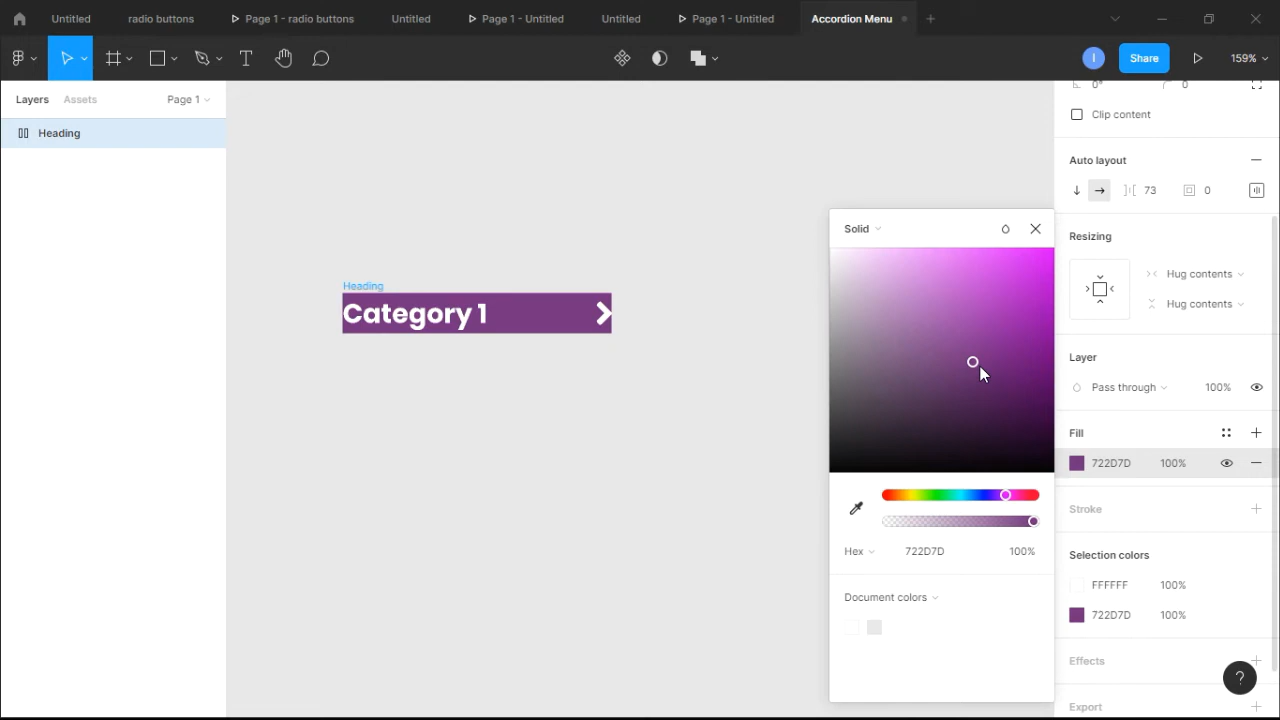 Untitled radio buttons Page 1 - radio buttons Untitled Page 1 - Untitled Untitled Page 1 - Untitled Accordion Menu
I Share 159%
Layers Assets Page 1
Heading
Heading
Category 1
Solid
Hex 722D7D 100%
Document colors
0° 0
Clip content
Auto layout
73 0
Resizing
Hug contents
Hug contents
Layer
Pass through 100%
Fill
722D7D 100%
Stroke
Selection colors
FFFFFF 100%
722D7D 100%
Effects
Export
?